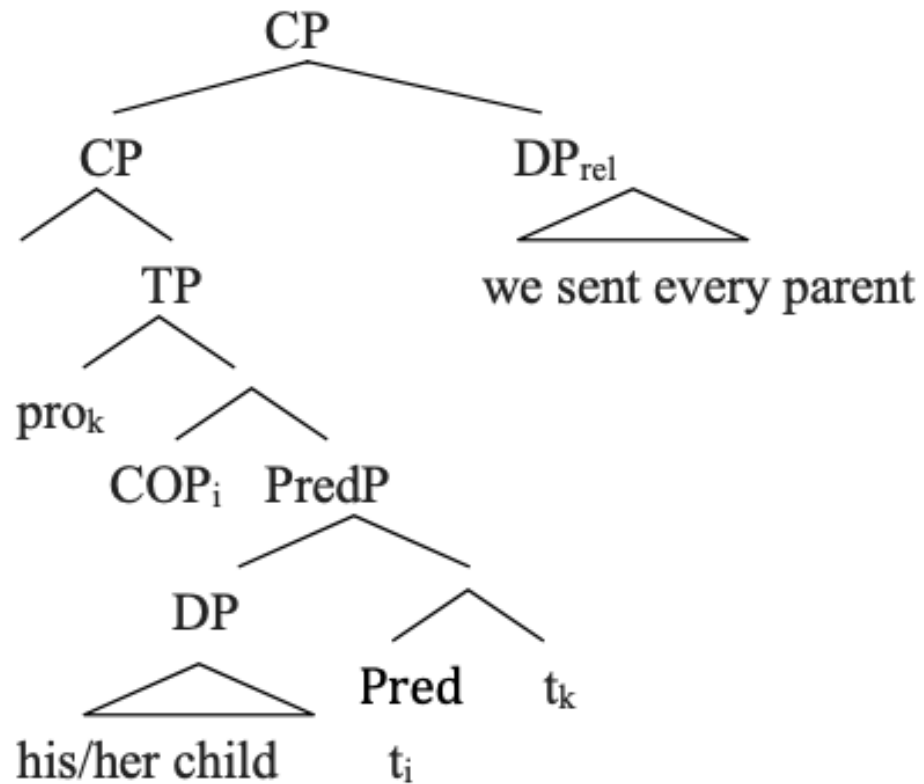 CP
CP DPrel
TP we sent every parent
prok
COPi PredP
DP
Pred tk
his/her child ti